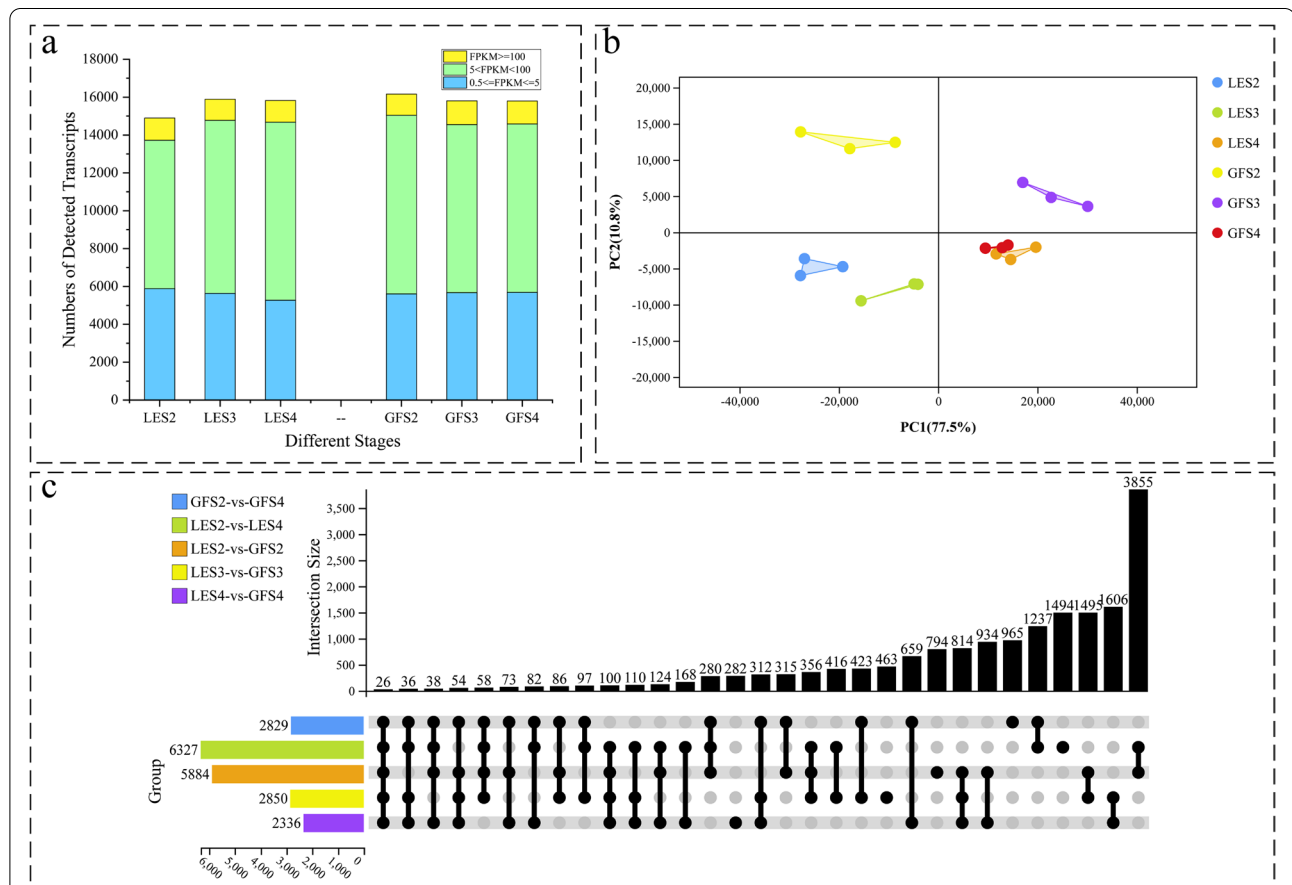 a
18000
16000
14000
12000
10000
8000
6000
4000
2000
0
Numbers of Detected Transcripts
FPKM>=100
5<FPKM<100
0.5<=FPKM<=5
LES2 LES3 LES4 -- GFS2 GFS3 GFS4
Different Stages
b
20,000
15,000
10,000
5,000
0
-5,000
-10,000
-15,000
-20,000
PC2(10.8%)
-40,000 -20,000 0 20,000 40,000
PC1(77.5%)
LES2
LES3
LES4
GFS2
GFS3
GFS4
c
GFS2-vs-GFS4
LES2-vs-LES4
LES2-vs-GFS2
LES3-vs-GFS3
LES4-vs-GFS4
Intersection Size
3,500
3,000
2,500
2,000
1,500
1,000
500
0
26 36 38 54 58 73 82 86 97 100 110 124 168 280 282 312 315 356 416 423 463 659 794 814 934 965 1237 1494 1495 1606 3855
Group
2829
6327
5884
2850
2336
6,000 5,000 4,000 3,000 2,000 1,000 0